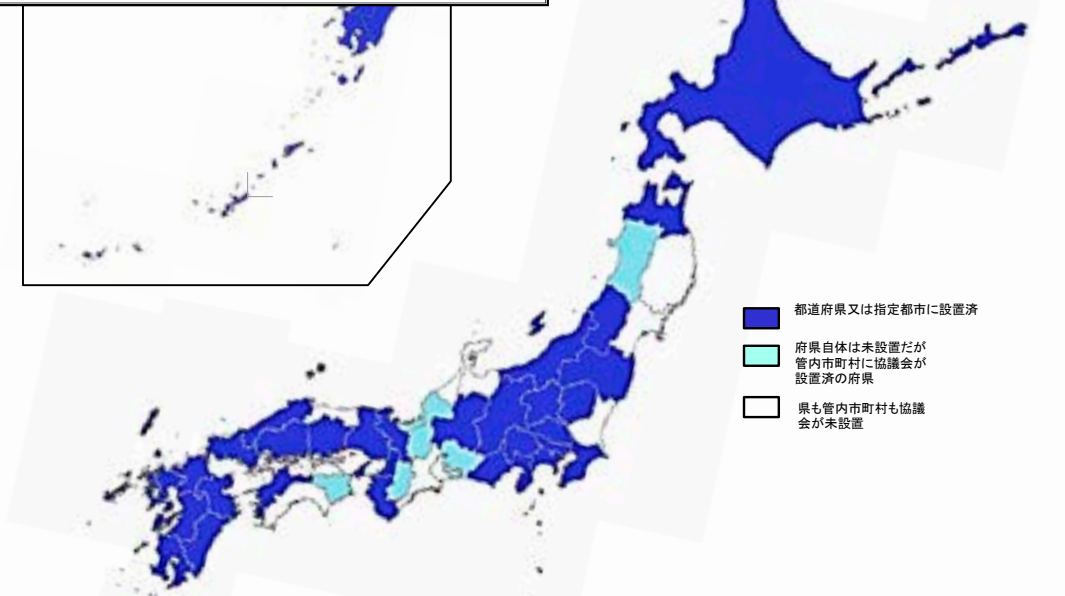 都道府県又は指定都市に設置済
府県自体は未設置だが
管内市町村に協議会が
設置済の府県
県も管内市町村も協議
会が未設置